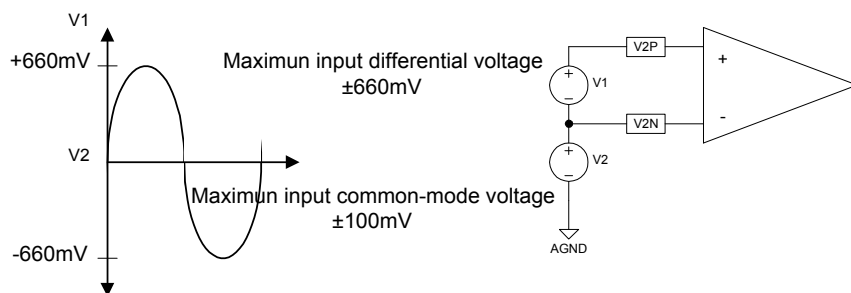 V1
+660mV
V2
-660mV
Maximun input differential voltage
±660mV
Maximun input common-mode voltage
±100mV
V2P
+
+
−
V1
-
V2N
+
−
V2
AGND